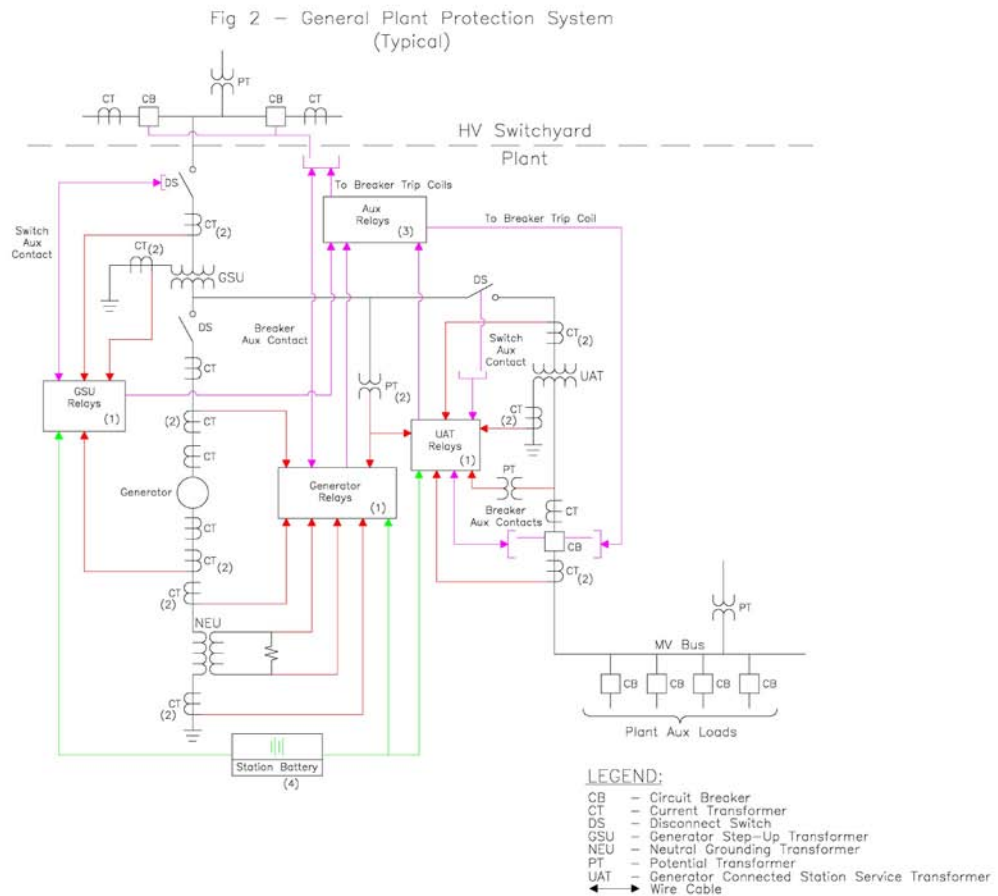 Fig 2 - General Plant Protection System
(Typical)
PT
CT
CB
CB
CT
HV Switchyard
Plant
DS
To Breaker Trip Coils
Aux
Relays
(3)
To Breaker Trip Coil
CT
(2)
Switch
Aux
Contact
CT
(2)
GSU
DS
DS
Breaker
Aux Contact
CT
(2)
Switch
Aux
Contact
CT
PT
(2)
UAT
GSU
Relays
(1)
(2)
CT
CT
(2)
UAT
Relays
(1)
CT
Generator
Generator
Relays
(1)
PT
Breaker
Aux Contacts
CT
CT
CB
CT
(2)
CT
(2)
CT
(2)
NEU
PT
MV Bus
CB
CB
CB
CB
CT
(2)
Plant Aux Loads
Station Battery
(4)
LEGEND:
CB - Circuit Breaker
CT - Current Transformer
DS - Disconnect Switch
GSU - Generator Step-Up Transformer
NEU - Neutral Grounding Transformer
PT - Potential Transformer
UAT - Generator Connected Station Service Transformer
Wire Cable